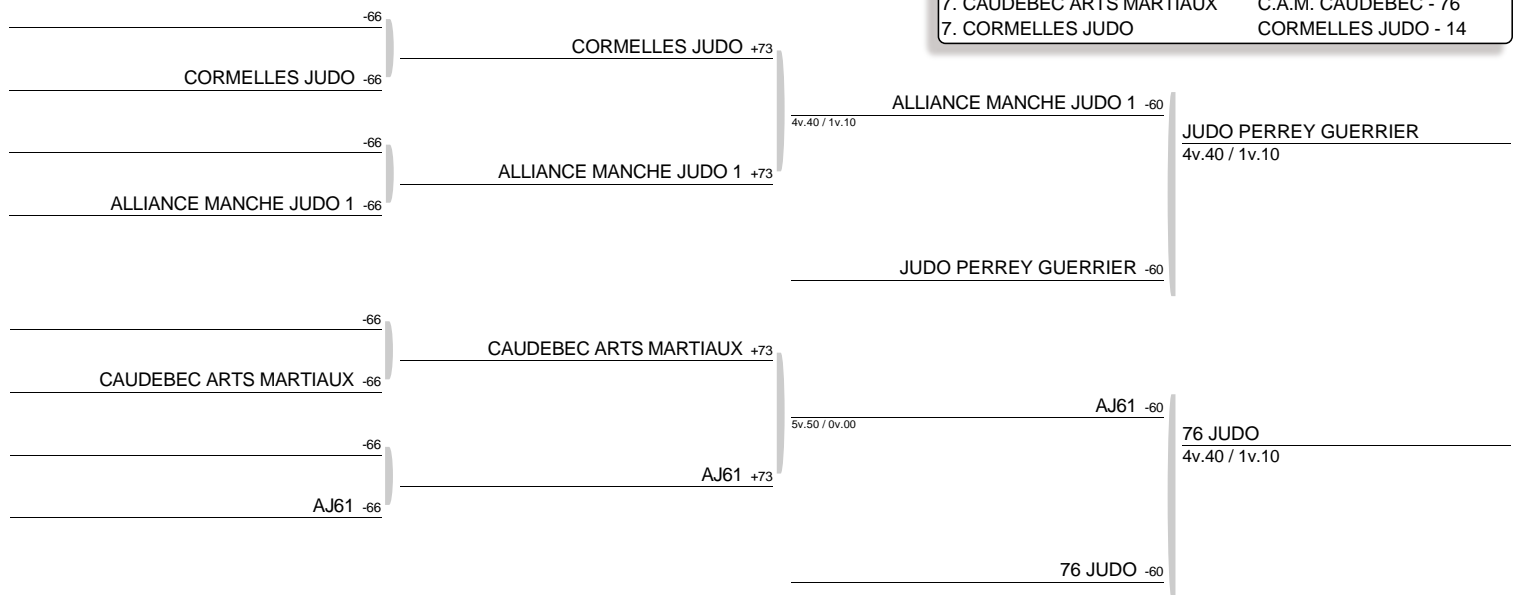 7. CAUDEBEC ARTS MARTIAUX C.A.M. CAUDEBEC - 76
7. CORMELLES JUDO CORMELLES JUDO - 14
-66
CORMELLES JUDO -66
-66
ALLIANCE MANCHE JUDO 1 -66
-66
CAUDEBEC ARTS MARTIAUX -66
-66
AJ61 -66
CORMELLES JUDO +73
ALLIANCE MANCHE JUDO 1 +73
CAUDEBEC ARTS MARTIAUX +73
AJ61 +73
ALLIANCE MANCHE JUDO 1 -60
4v.40 / 1v.10
JUDO PERREY GUERRIER -60
AJ61 -60
5v.50 / 0v.00
76 JUDO -60
JUDO PERREY GUERRIER
4v.40 / 1v.10
76 JUDO
4v.40 / 1v.10